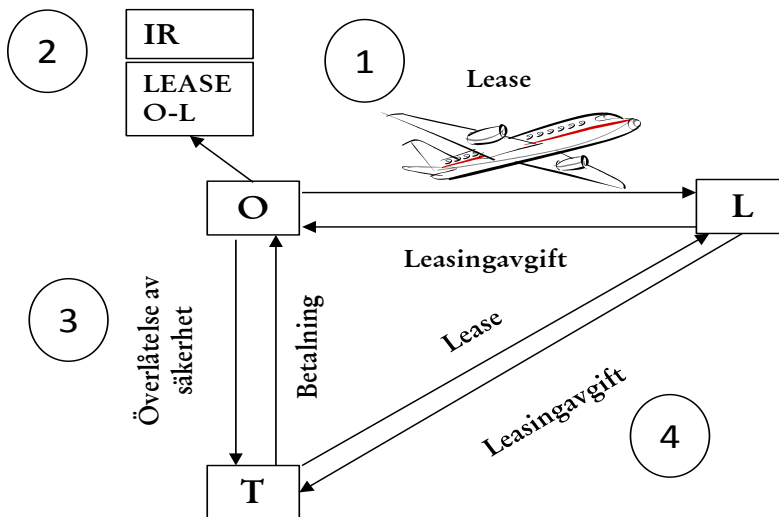 2
IR
1
LEASE
O-L
Lease
O
L
Leasingavgift
3
Överlåtelse av
säkerhet
Betalning
Lease
Leasingavgift
4
T